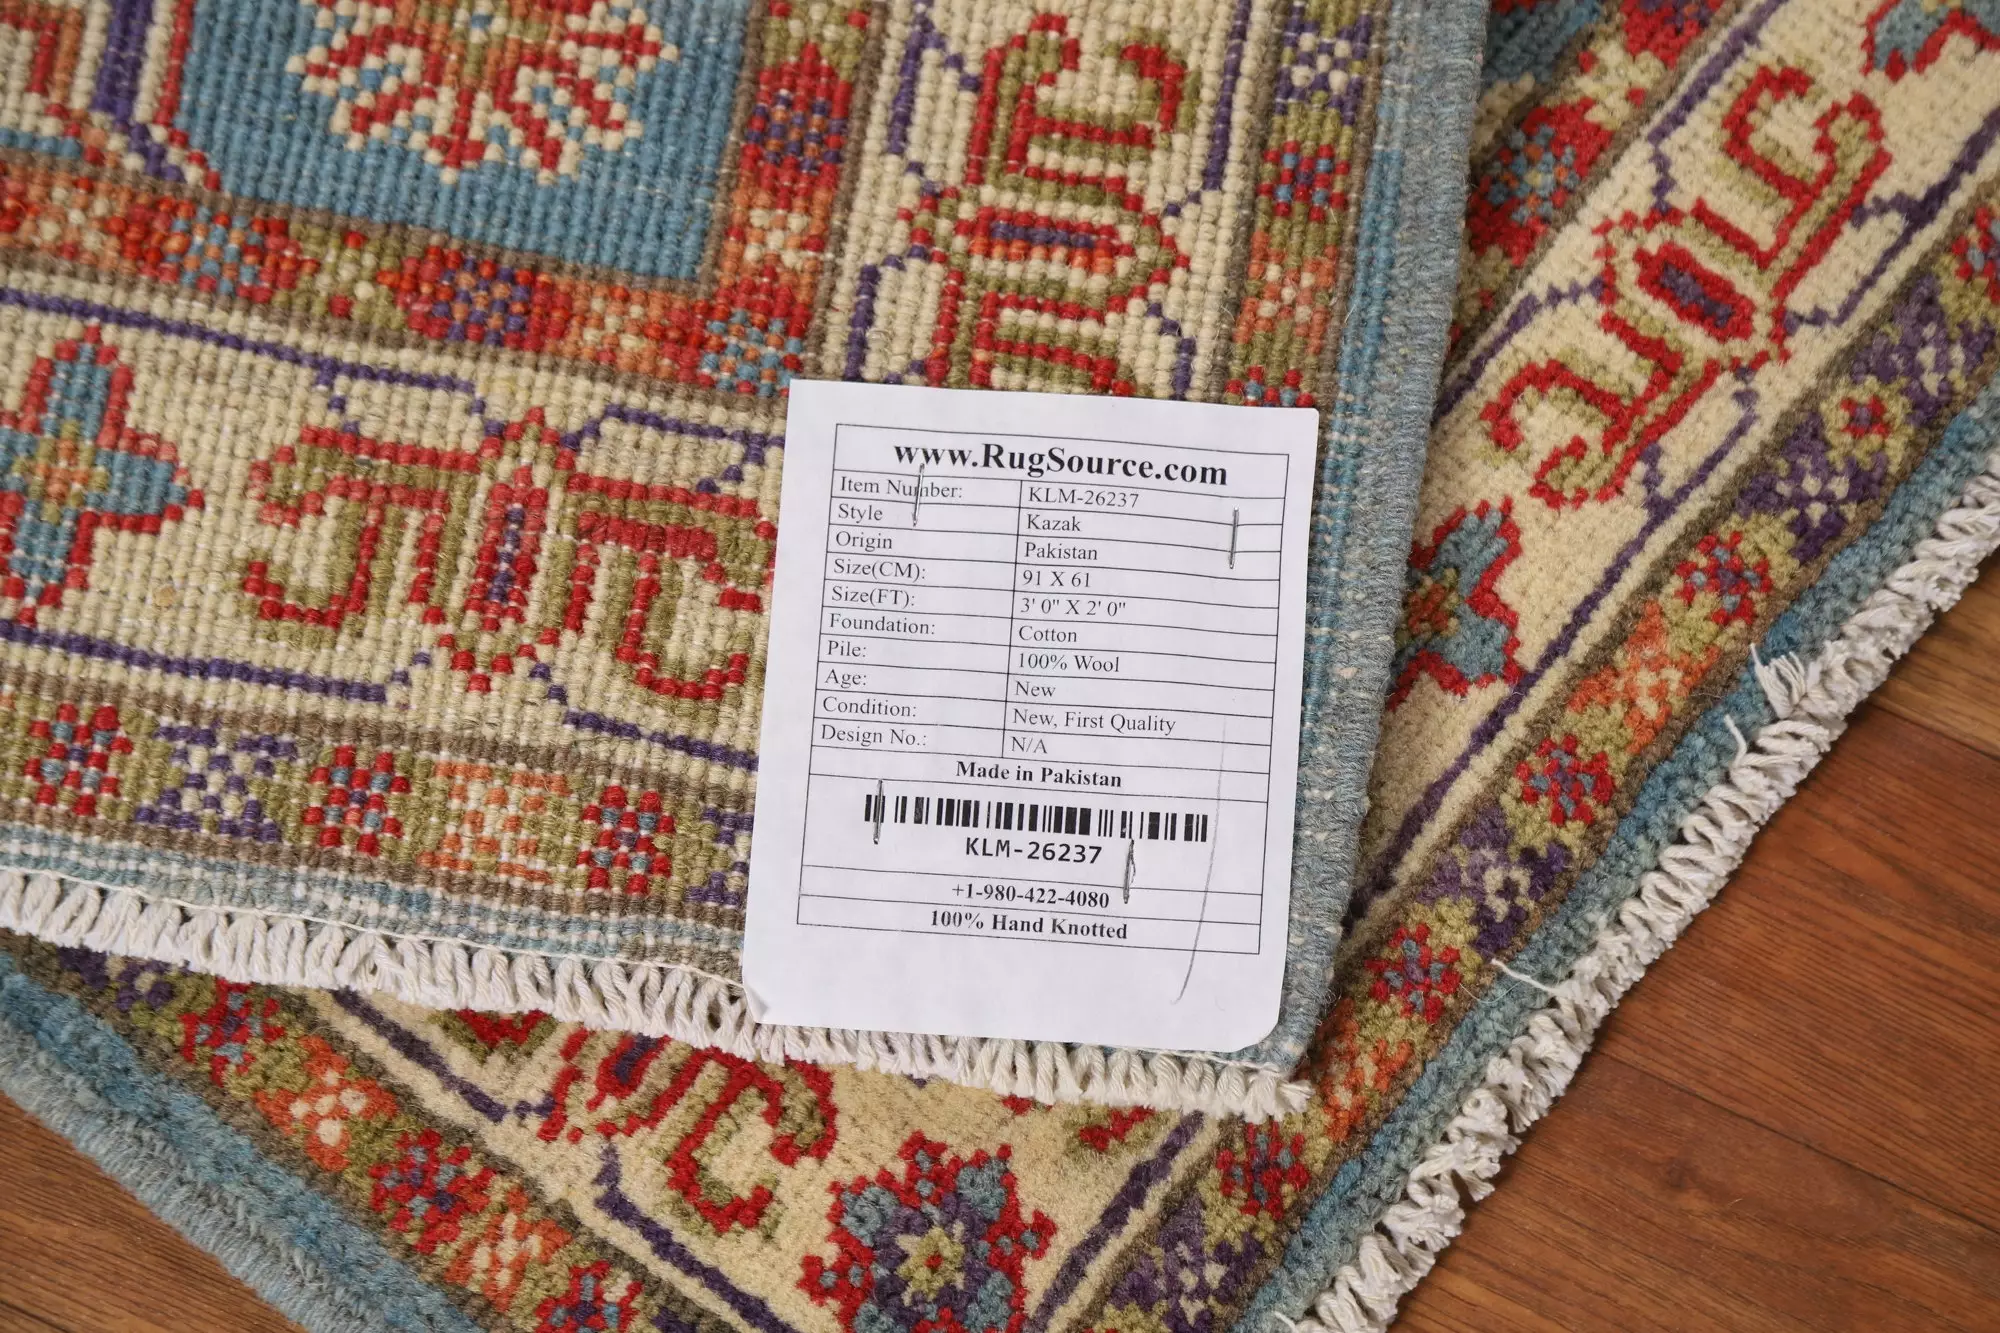 www.RugSource.com
Item Number: KLM-26237
Style Kazak
Origin Pakistan
Size(CM): 91 X 61
Size(FT): 3' 0" X 2' 0"
Foundation: Cotton
Pile: 100% Wool
Age: New
Condition: New, First Quality
Design No.: N/A
Made in Pakistan
KLM-26237
+1-980-422-4080
100% Hand Knotted